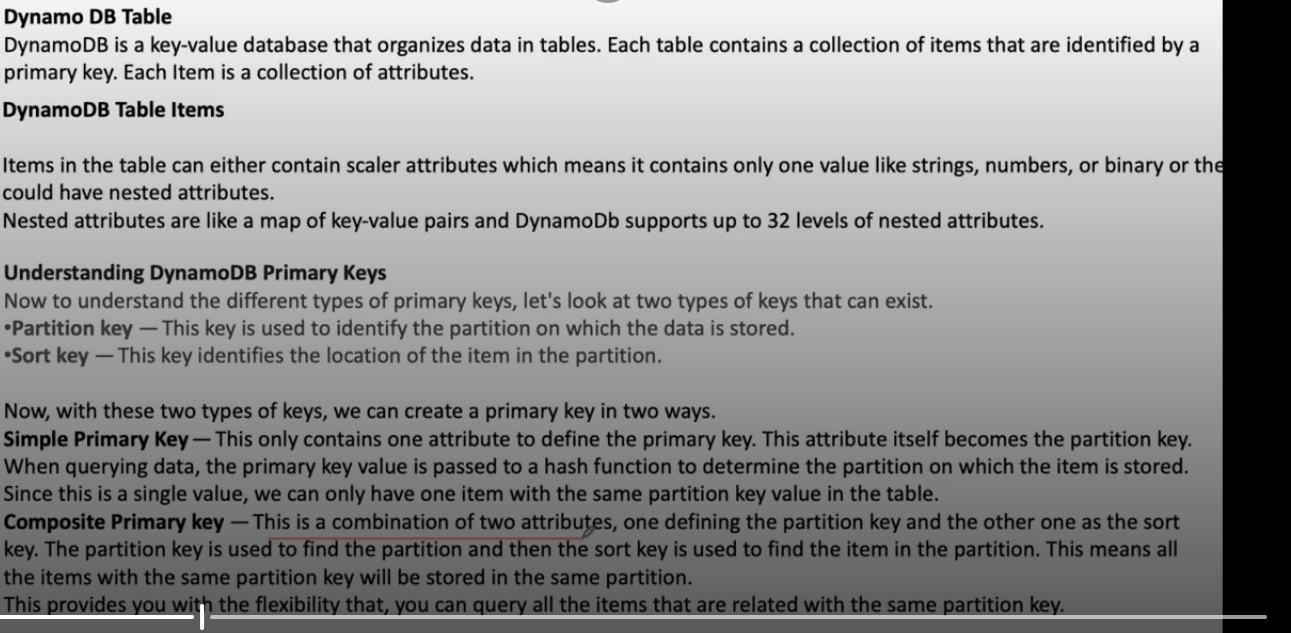 Dynamo DB Table
DynamoDB is a key-value database that organizes data in tables. Each table contains a collection of items that are identified by a
primary key. Each Item is a collection of attributes.
DynamoDB Table Items
Items in the table can either contain scaler attributes which means it contains only one value like strings, numbers, or binary or the
could have nested attributes.
Nested attributes are like a map of key-value pairs and DynamoDb supports up to 32 levels of nested attributes.
Understanding DynamoDB Primary Keys
Now to understand the different types of primary keys, let's look at two types of keys that can exist.
•Partition key — This key is used to identify the partition on which the data is stored.
•Sort key — This key identifies the location of the item in the partition.
Now, with these two types of keys, we can create a primary key in two ways.
Simple Primary Key — This only contains one attribute to define the primary key. This attribute itself becomes the partition key.
When querying data, the primary key value is passed to a hash function to determine the partition on which the item is stored.
Since this is a single value, we can only have one item with the same partition key value in the table.
Composite Primary key — This is a combination of two attributes, one defining the partition key and the other one as the sort
key. The partition key is used to find the partition and then the sort key is used to find the item in the partition. This means all
the items with the same partition key will be stored in the same partition.
This provides you with the flexibility that, you can query all the items that are related with the same partition key.